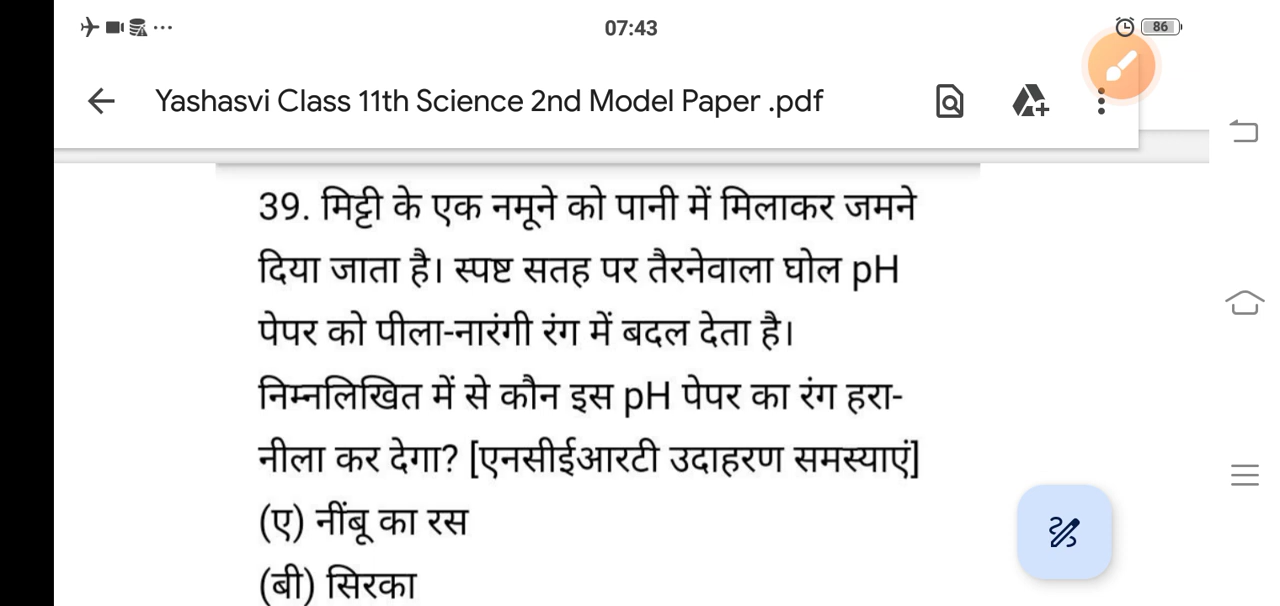 07:43
86
Yashasvi Class 11th Science 2nd Model Paper .pdf
39. मिट्टी के एक नमूने को पानी में मिलाकर जमने
दिया जाता है। स्पष्ट सतह पर तैरनेवाला घोल pH
पेपर को पीला-नारंगी रंग में बदल देता है।
निम्नलिखित में से कौन इस pH पेपर का रंग हरा-
नीला कर देगा? [एनसीईआरटी उदाहरण समस्याएं]
(ए) नींबू का रस
(बी) सिरका